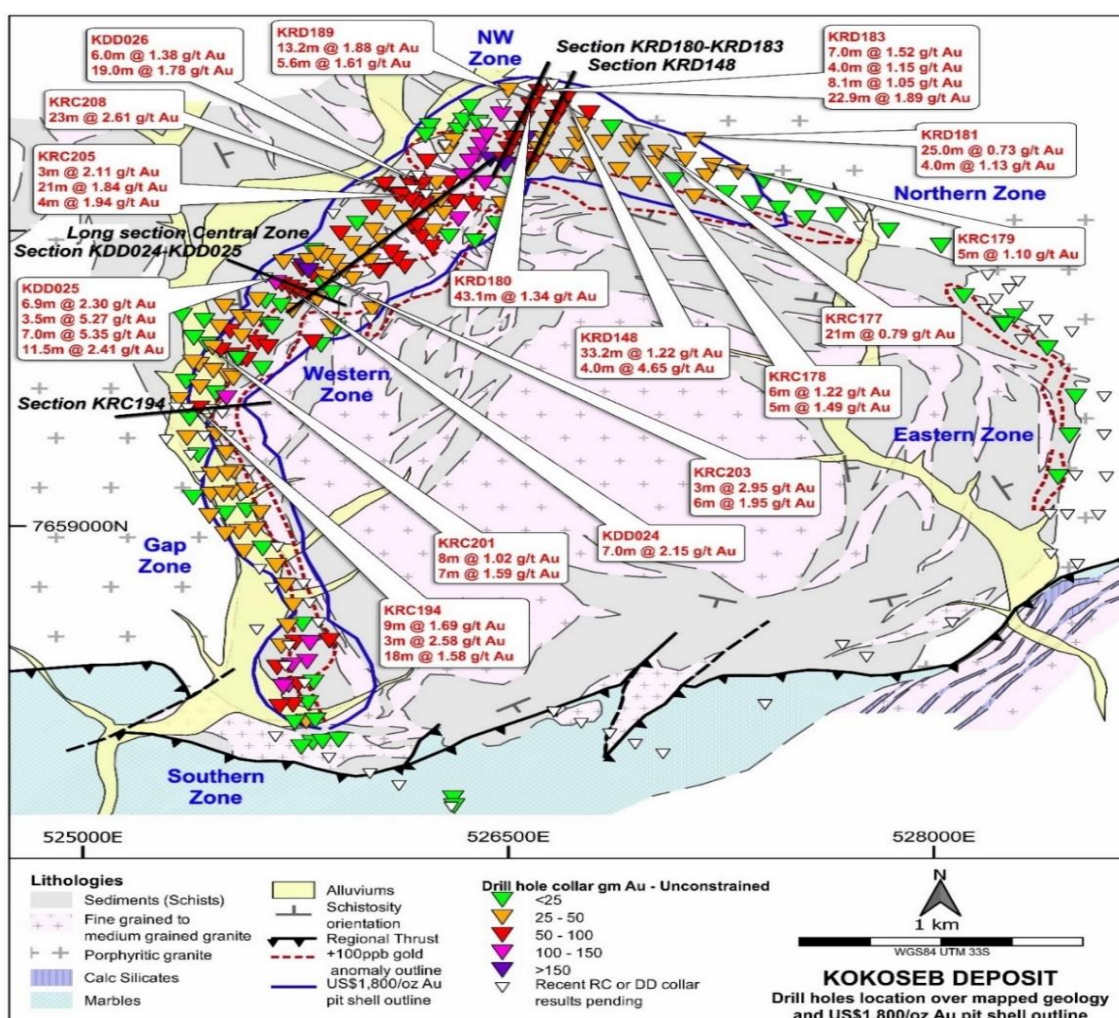 KDD026
6.0m @ 1.38 g/t Au
19.0m @ 1.78 g/t Au
KRD189
13.2m @ 1.88 g/t Au
5.6m @ 1.61 g/t Au
NW
Zone
Section KRD180-KRD183
Section KRD148
KRD183
7.0m @ 1.52 g/t Au
4.0m @ 1.15 g/t Au
8.1m @ 1.05 g/t Au
22.9m @ 1.89 g/t Au
KRC208
23m @ 2.61 g/t Au
KRD181
25.0m @ 0.73 g/t Au
4.0m @ 1.13 g/t Au
KRC205
3m @ 2.11 g/t Au
21m @ 1.84 g/t Au
4m @ 1.94 g/t Au
Northern Zone
Long section Central Zone
Section KDD024-KDD025
KRC179
5m @ 1.10 g/t Au
KDD025
6.9m @ 2.30 g/t Au
3.5m @ 5.27 g/t Au
7.0m @ 5.35 g/t Au
11.5m @ 2.41 g/t Au
KRD180
43.1m @ 1.34 g/t Au
KRC177
21m @ 0.79 g/t Au
KRD148
33.2m @ 1.22 g/t Au
4.0m @ 4.65 g/t Au
Western
Zone
KRC178
6m @ 1.22 g/t Au
5m @ 1.49 g/t Au
Section KRC194
Eastern Zone
KRC203
3m @ 2.95 g/t Au
6m @ 1.95 g/t Au
7659000N
KDD024
7.0m @ 2.15 g/t Au
Gap
Zone
KRC201
8m @ 1.02 g/t Au
7m @ 1.59 g/t Au
KRC194
9m @ 1.69 g/t Au
3m @ 2.58 g/t Au
18m @ 1.58 g/t Au
Southern
Zone
525000E
526500E
528000E
Lithologies
Sediments (Schists)
Fine grained to
medium grained granite
Porphyritic granite
Calc Silicates
Marbles
Alluviums
Schistosity
orientation
Regional Thrust
+100ppb gold
anomaly outline
US$1,800/oz Au
pit shell outline
Drill hole collar gm Au - Unconstrained
<25
25 - 50
50 - 100
100 - 150
>150
Recent RC or DD collar
results pending
N
1 km
WGS84 UTM 33S
KOKOSEB DEPOSIT
Drill holes location over mapped geology
and US$1,800/oz Au pit shell outline